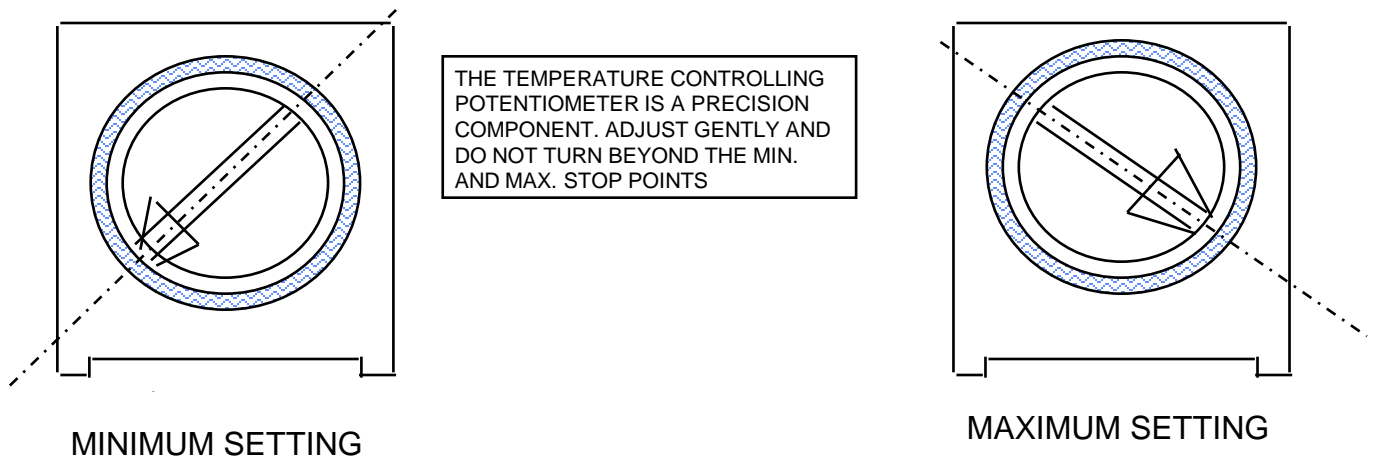 THE TEMPERATURE CONTROLLING
POTENTIOMETER IS A PRECISION
COMPONENT. ADJUST GENTLY AND
DO NOT TURN BEYOND THE MIN.
AND MAX. STOP POINTS
MINIMUM SETTING
MAXIMUM SETTING